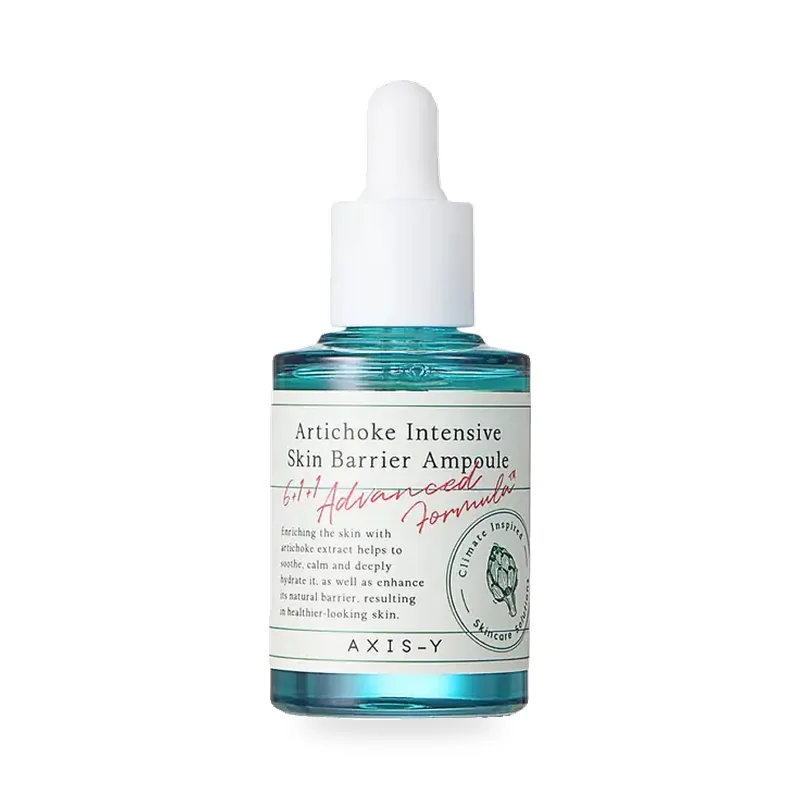 Artichoke Intensive
Skin Barrier Ampoule
6+1+1 Advanced
Formula™
Enriching the skin with
artichoke extract helps to
soothe, calm and deeply
hydrate it, as well as enhance
its natural barrier, resulting
in healthier-looking skin.
Climate Inspired
Skincare Solutions
AXIS-Y